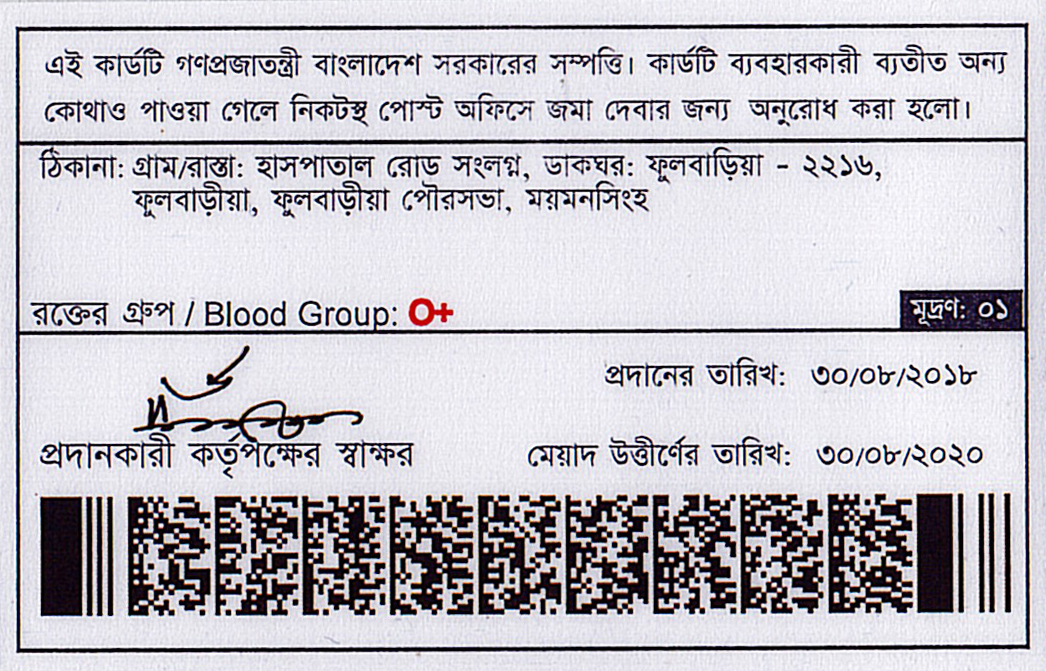 এই কার্ডটি গণপ্রজাতন্ত্রী বাংলাদেশ সরকারের সম্পত্তি। কার্ডটি ব্যবহারকারী ব্যতীত অন্য
কোথাও পাওয়া গেলে নিকটস্থ পোস্ট অফিসে জমা দেবার জন্য অনুরোধ করা হলো।
ঠিকানা: গ্রাম/রাস্তা: হাসপাতাল রোড সংলগ্ন, ডাকঘর: ফুলবাড়িয়া - ২২১৬,
ফুলবাড়ীয়া, ফুলবাড়ীয়া পৌরসভা, ময়মনসিংহ
রক্তের গ্রুপ / Blood Group: O+ মূদ্রণ: ০১
প্রদানের তারিখ: ৩০/০৮/২০১৮
প্রদানকারী কর্তৃপক্ষের স্বাক্ষর মেয়াদ উত্তীর্ণের তারিখ: ৩০/০৮/২০২০